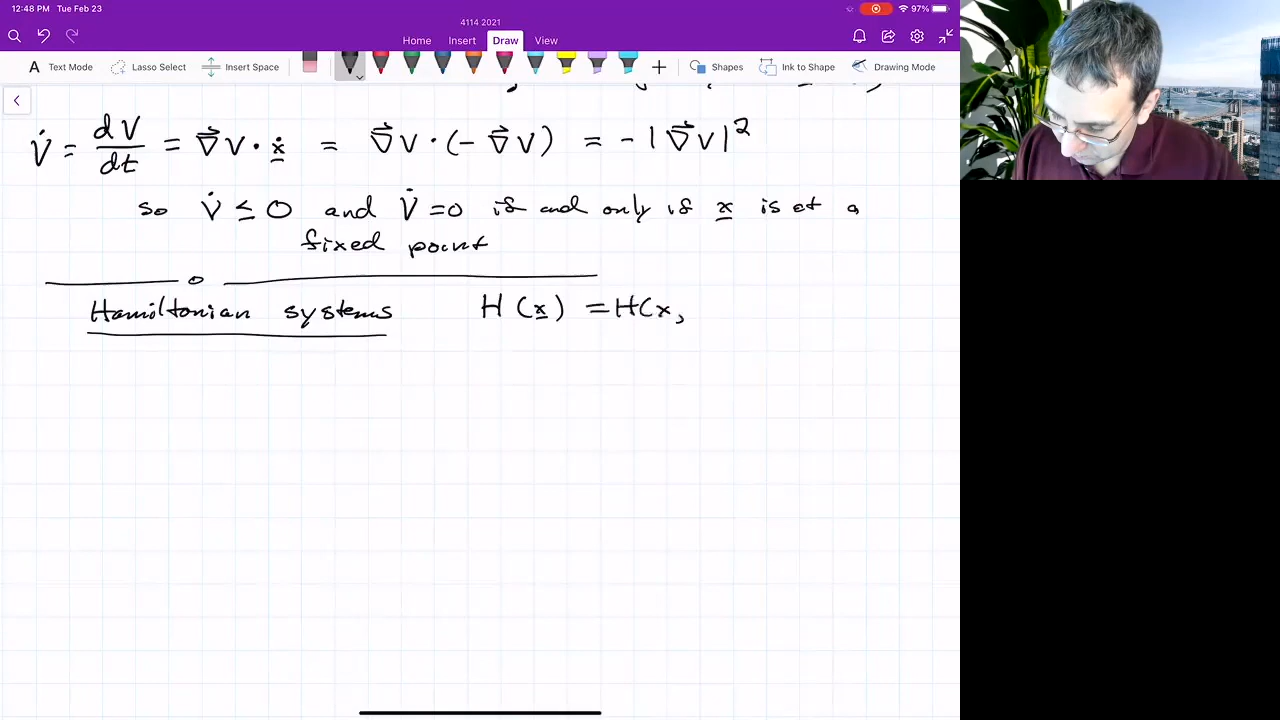 12:48 PM Tue Feb 23
97%
4114 2021
Home Insert Draw View
Text Mode Lasso Select Insert Space Shapes Ink to Shape Drawing Mode
V̇ = dV/dt = ∇⃗V · ẋ = ∇⃗V · (- ∇⃗V) = - |∇⃗V|²
so V̇ ≤ 0 and V̇ = 0 if and only if x is at a
fixed point
Hamiltonian systems H(x) = H(x,